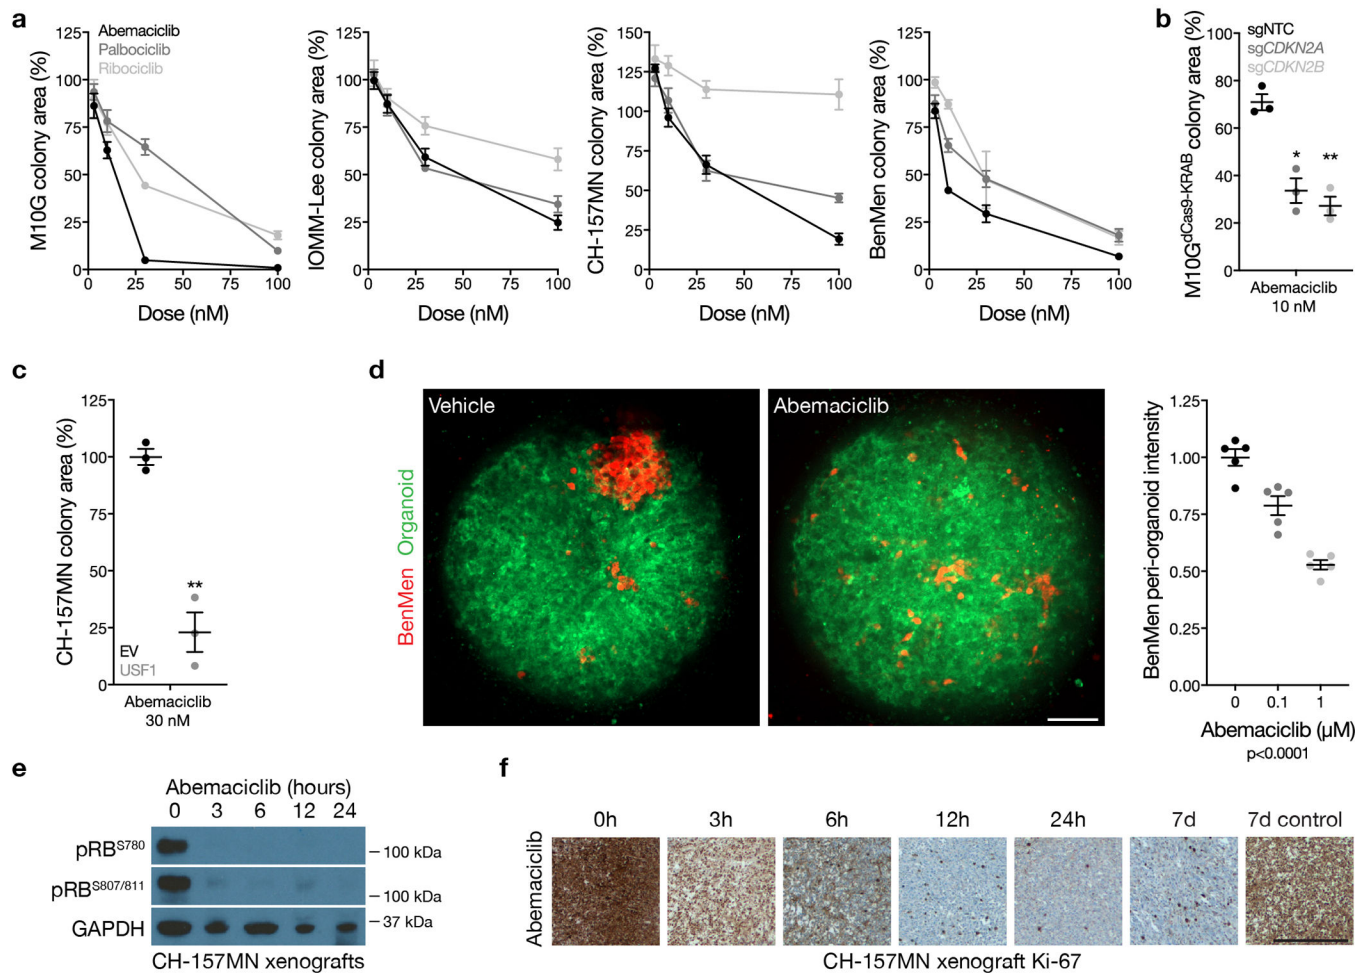 a
M10G colony area (%)
125
100
75
50
25
0
Abemaciclib
Palbociclib
Ribociclib
0 25 50 75 100
Dose (nM)
IOMM-Lee colony area (%)
125
100
75
50
25
0
0 25 50 75 100
Dose (nM)
CH-157MN colony area (%)
150
125
100
75
50
25
0
0 25 50 75 100
Dose (nM)
BenMen colony area (%)
125
100
75
50
25
0
0 25 50 75 100
Dose (nM)
b
M10G^dCas9-KRAB colony area (%)
100
80
60
40
20
0
sgNTC
sgCDKN2A
sgCDKN2B
* **
Abemaciclib
10 nM
c
CH-157MN colony area (%)
125
100
75
50
25
0
**
EV
USF1
Abemaciclib
30 nM
d
BenMen Organoid
Vehicle
Abemaciclib
BenMen peri-organoid intensity
1.25
1.00
0.75
0.50
0.25
0.00
0 0.1 1
Abemaciclib (µM)
p<0.0001
e
Abemaciclib (hours)
0 3 6 12 24
pRB^S780
100 kDa
pRB^S807/811
100 kDa
GAPDH
37 kDa
CH-157MN xenografts
f
Abemaciclib
0h 3h 6h 12h 24h 7d 7d control
CH-157MN xenograft Ki-67